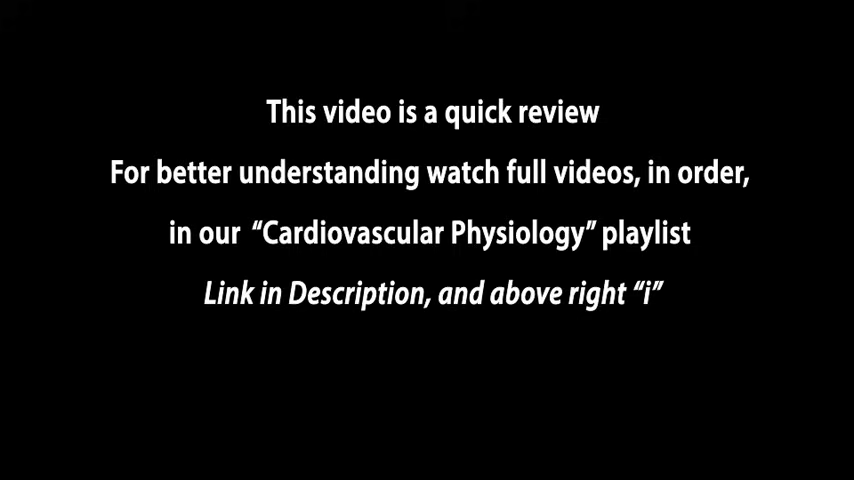 This video is a quick review
For better understanding watch full videos, in order,
in our “Cardiovascular Physiology” playlist
Link in Description, and above right “i”